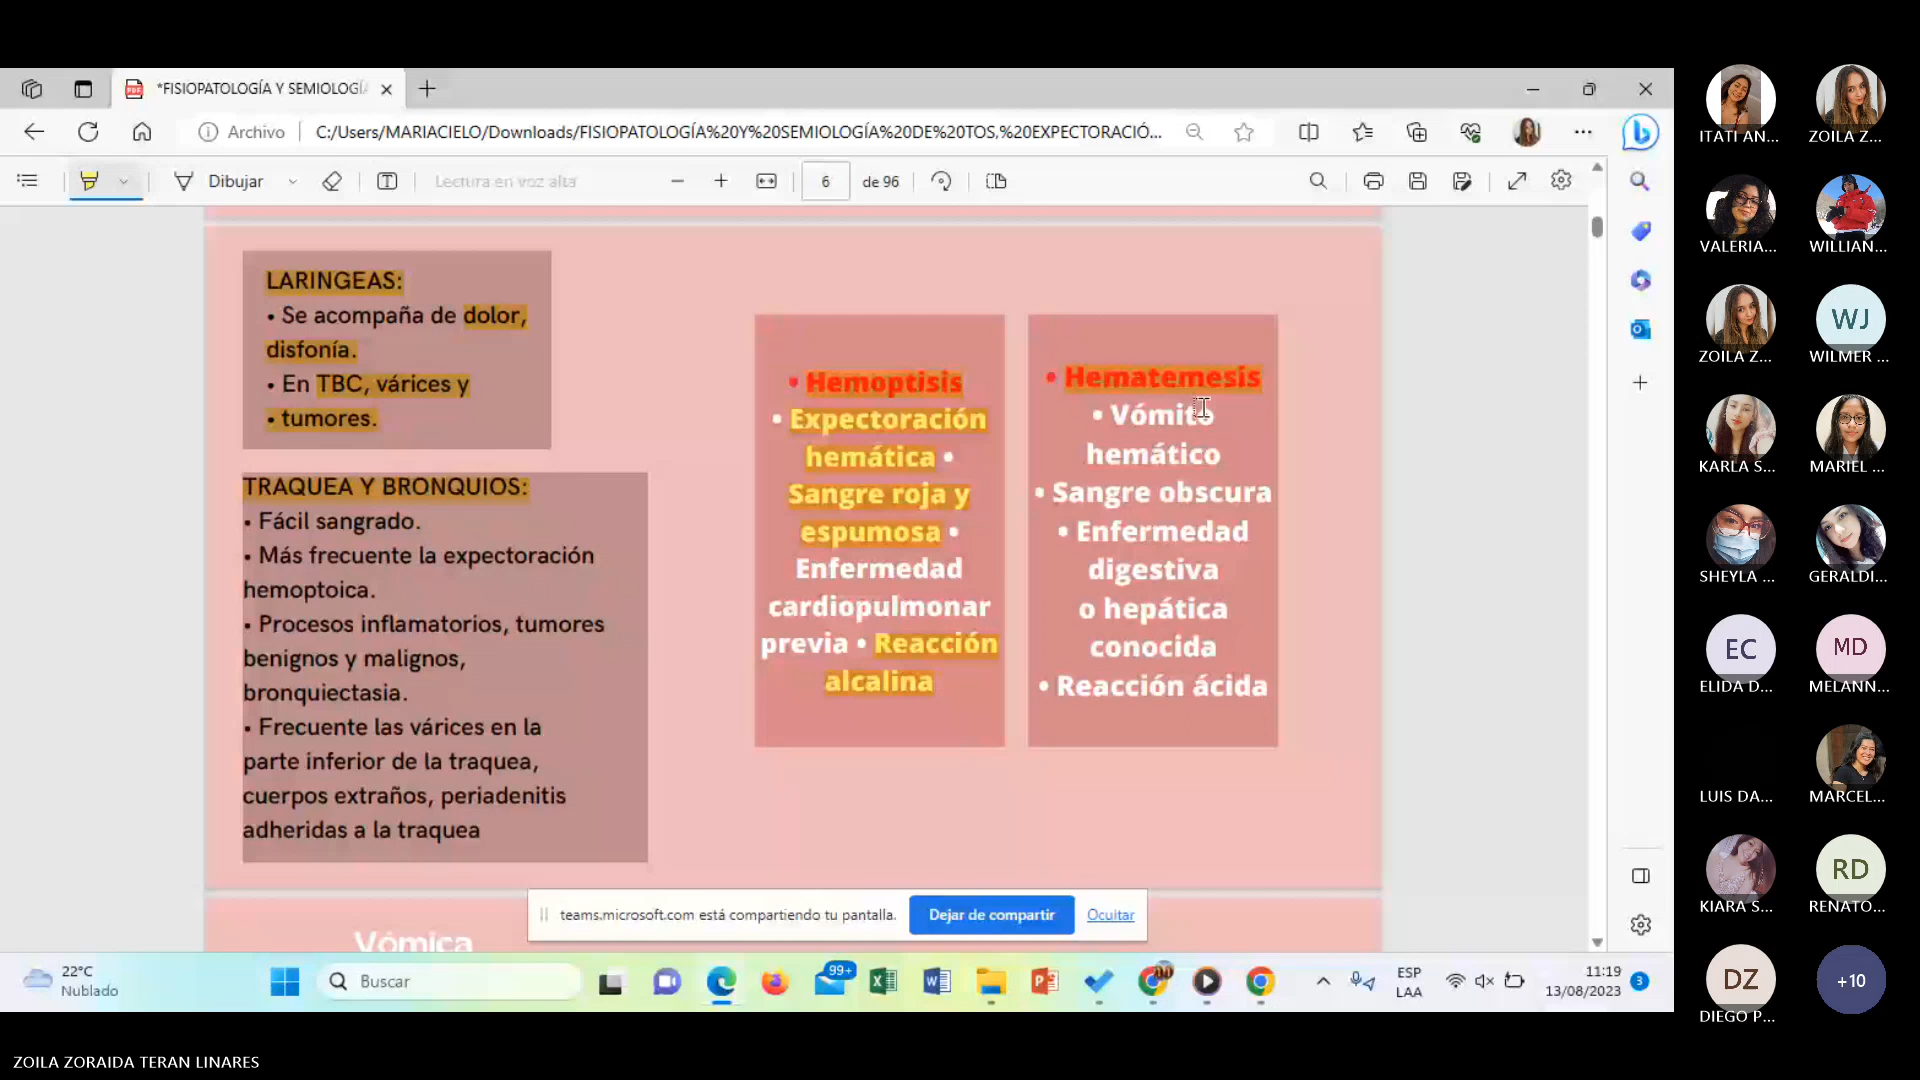 *FISIOPATOLOGÍA Y SEMIOLOGÍA
Archivo
C:/Users/MARIACIELO/Downloads/FISIOPATOLOGÍA%20Y%20SEMIOLOGÍA%20DE%20TOS,%20EXPECTORACIÓ...
Dibujar
Lectura en voz alta
6
de 96
LARINGEAS:
• Se acompaña de dolor,
disfonía.
• En TBC, várices y
• tumores.
TRAQUEA Y BRONQUIOS:
• Fácil sangrado.
• Más frecuente la expectoración
hemoptoica.
• Procesos inflamatorios, tumores
benignos y malignos,
bronquiectasia.
• Frecuente las várices en la
parte inferior de la traquea,
cuerpos extraños, periadenitis
adheridas a la traquea
• Hemoptisis
• Expectoración
hemática •
Sangre roja y
espumosa •
Enfermedad
cardiopulmonar
previa • Reacción
alcalina
• Hematemesis
• Vómito
hemático
• Sangre obscura
• Enfermedad
digestiva
o hepática
conocida
• Reacción ácida
Vómica
teams.microsoft.com está compartiendo tu pantalla.
Dejar de compartir
Ocultar
22°C
Nublado
Buscar
99+
ESP
LAA
11:19
13/08/2023
3
ITATI AN...
ZOILA Z...
VALERIA...
WILLIAN...
ZOILA Z...
WJ
WILMER ...
KARLA S...
MARIEL ...
SHEYLA ...
GERALDI...
EC
ELIDA D...
MD
MELANN...
LUIS DA...
MARCEL...
KIARA S...
RD
RENATO...
DZ
DIEGO P...
+10
ZOILA ZORAIDA TERAN LINARES